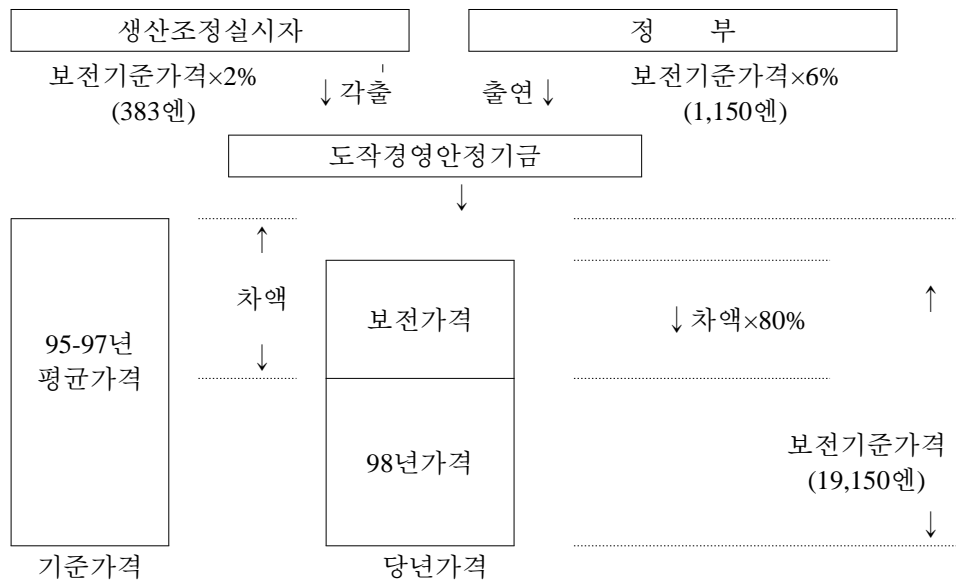 생산조정실시자
정 부
보전기준가격×2%
(383엔)
↓각출
출연↓
보전기준가격×6%
(1,150엔)
도작경영안정기금
↓
↑
차액
↓
95-97년
평균가격
보전가격
98년가격
↓차액×80%
↑
보전기준가격
(19,150엔)
↓
기준가격
당년가격